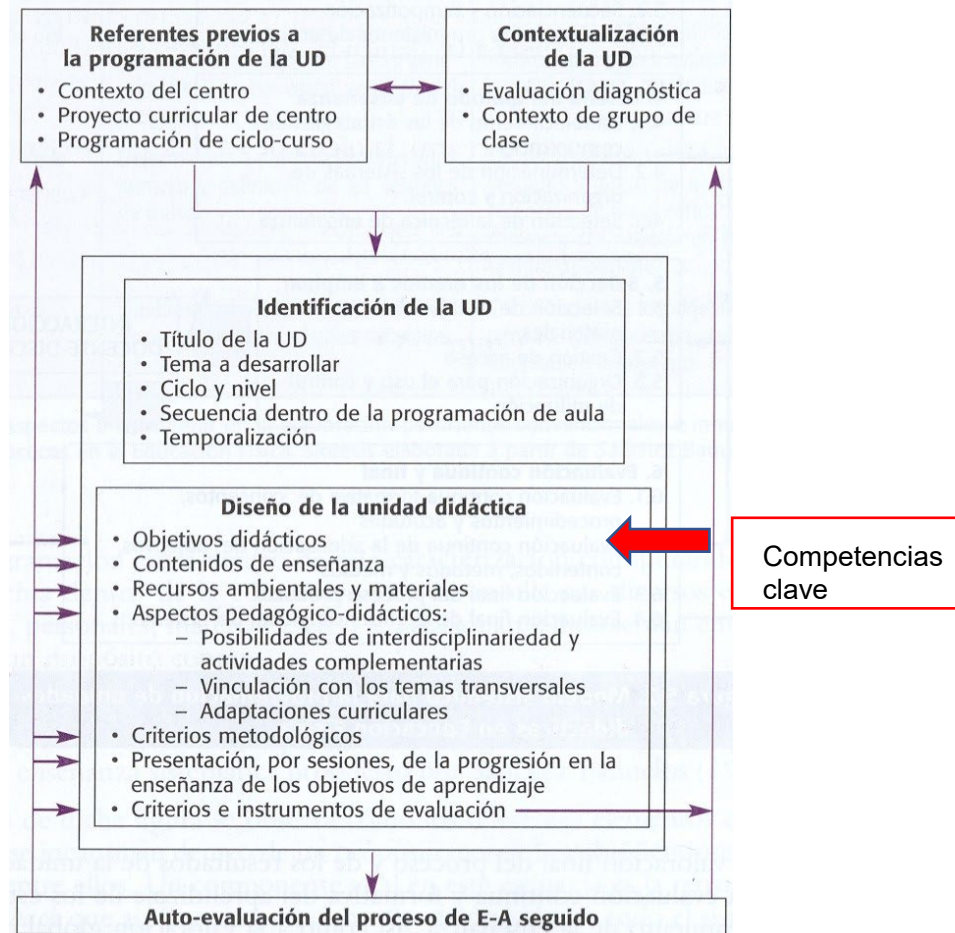 Referentes previos a
la programación de la UD
• Contexto del centro
• Proyecto curricular de centro
• Programación de ciclo-curso
Contextualización
de la UD
• Evaluación diagnóstica
• Contexto de grupo de
clase
Identificación de la UD
• Título de la UD
• Tema a desarrollar
• Ciclo y nivel
• Secuencia dentro de la programación de aula
• Temporalización
Diseño de la unidad didáctica
• Objetivos didácticos
• Contenidos de enseñanza
• Recursos ambientales y materiales
• Aspectos pedagógico didácticos:
– Posibilidades de interdisciplinariedad y
actividades complementarias
– Vinculación con los temas transversales
– Adaptaciones curriculares
• Criterios metodológicos
• Presentación, por sesiones, de la progresión en la
enseñanza de los objetivos de aprendizaje
• Criterios e instrumentos de evaluación
Competencias
clave
Auto-evaluación del proceso de E-A seguido